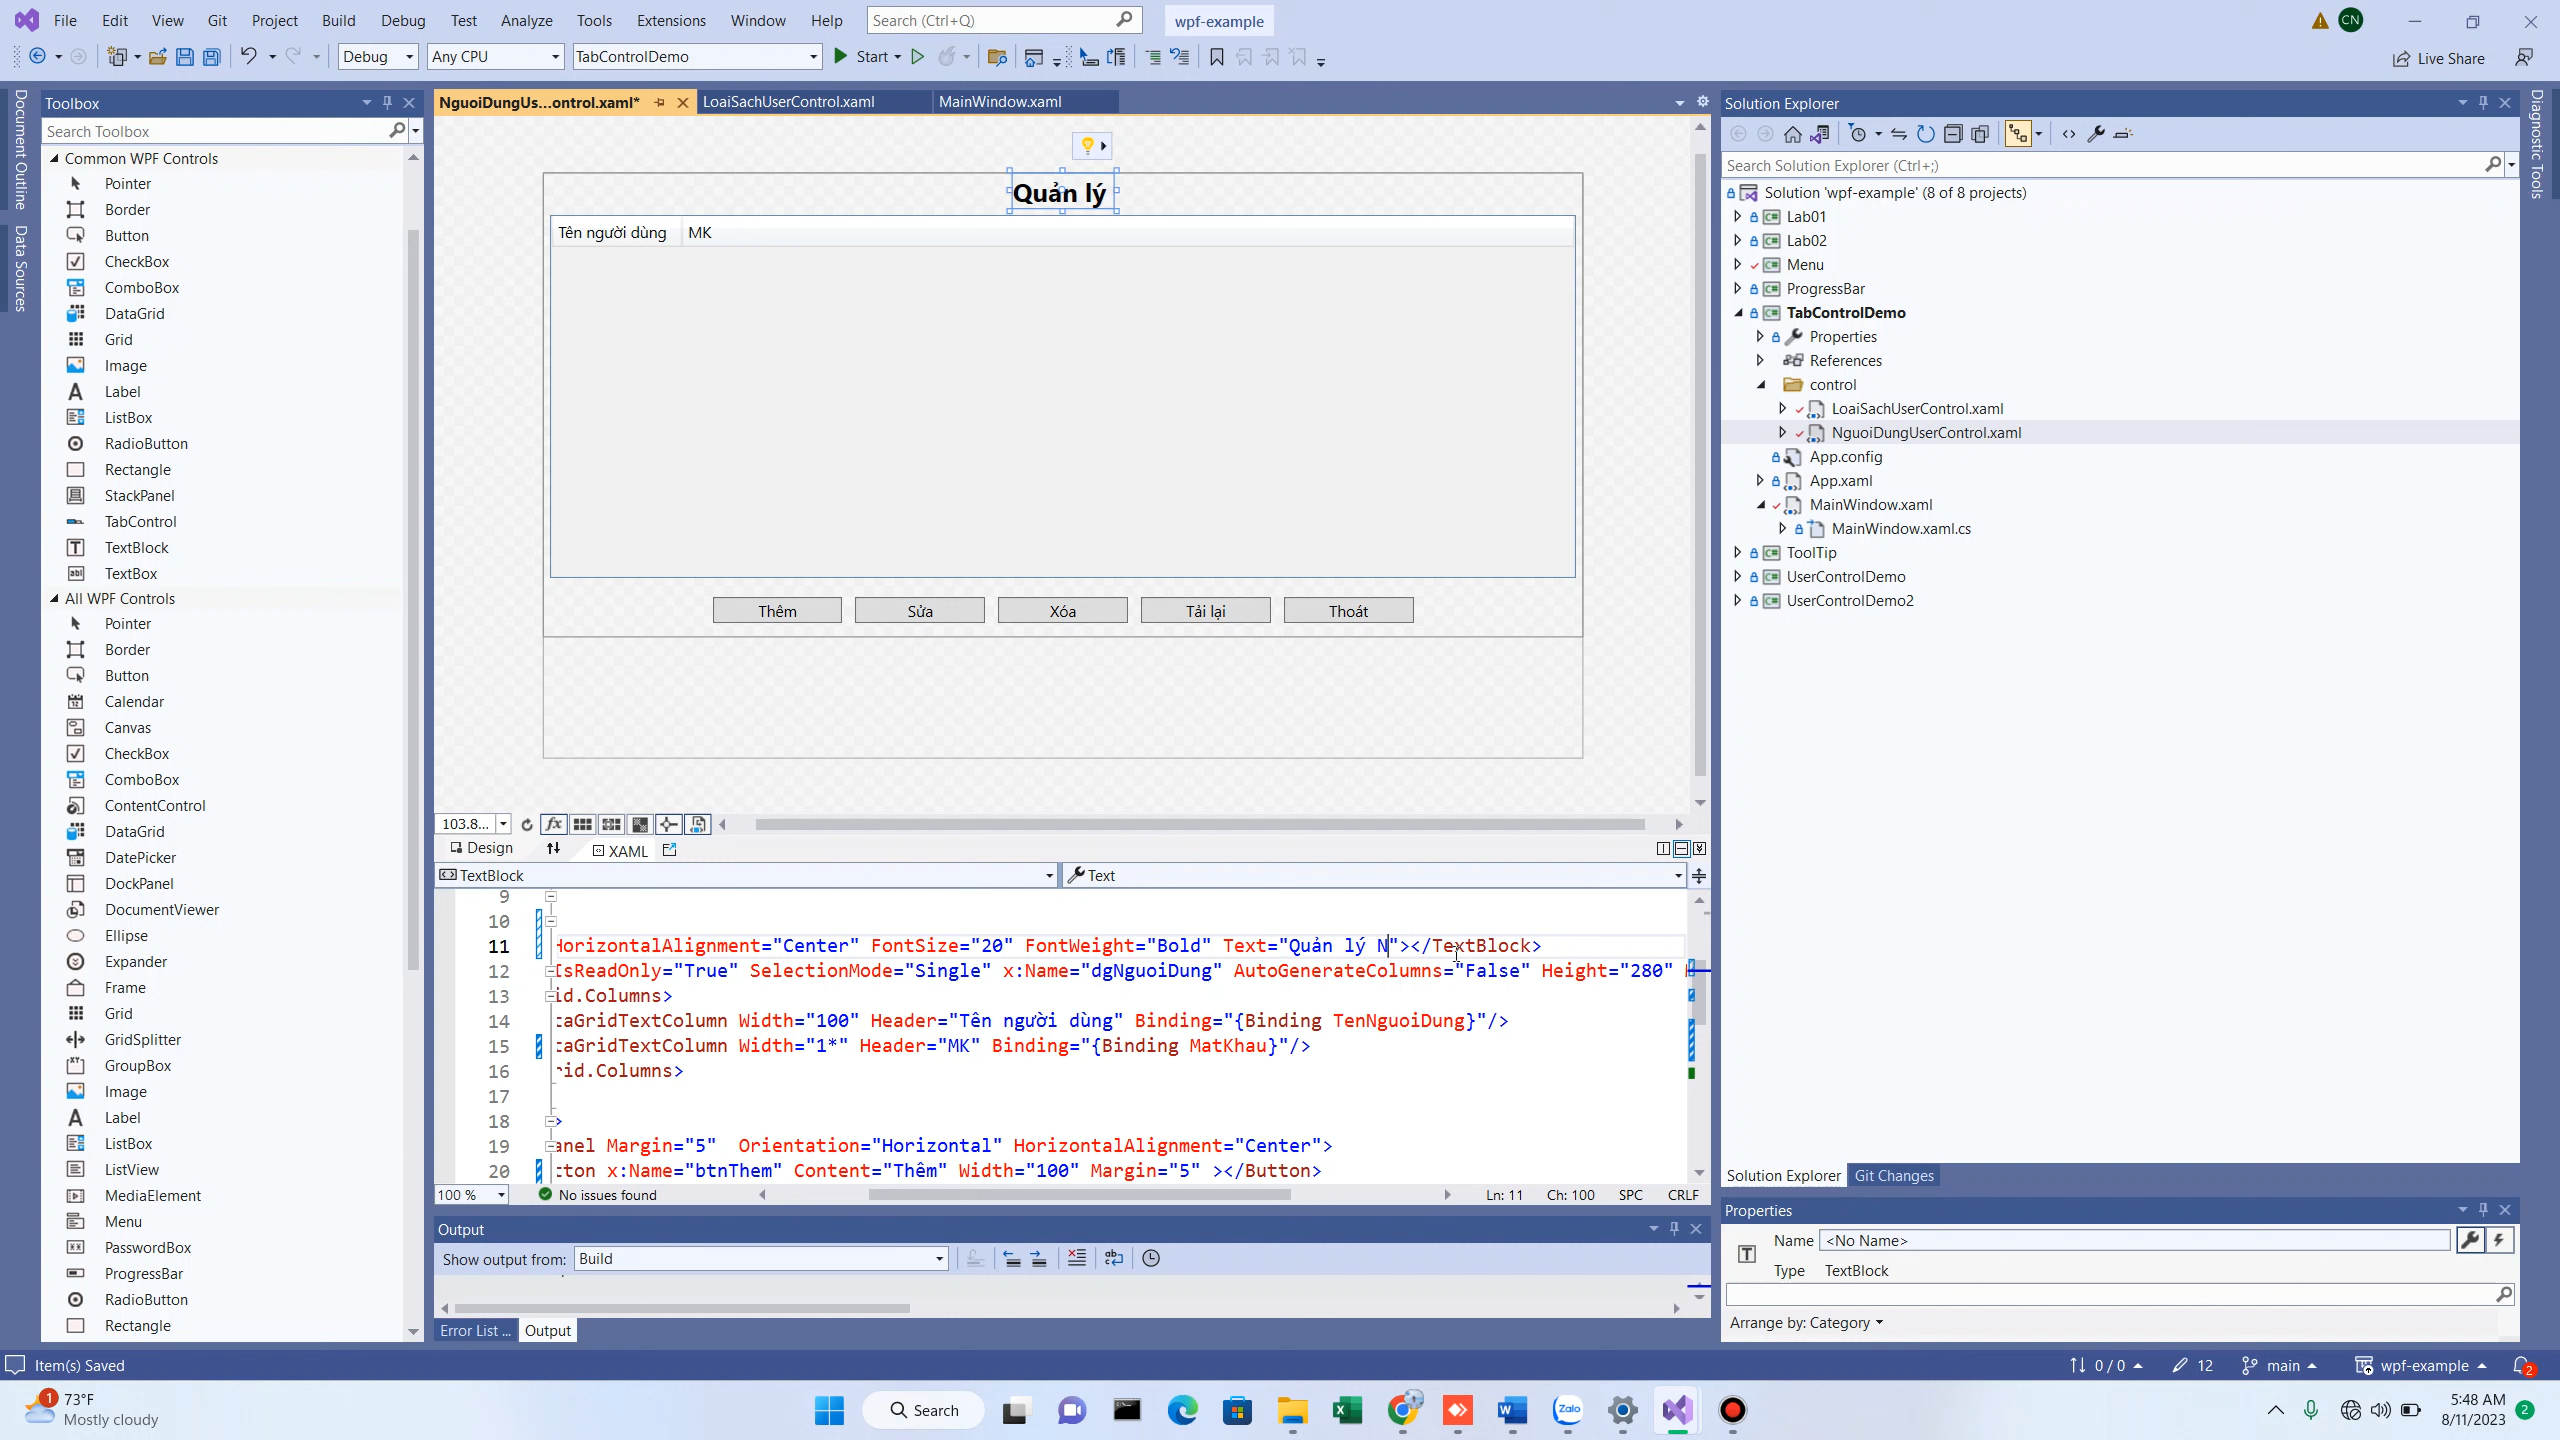 File Edit View Git Project Build Debug Test Analyze Tools Extensions Window Help Search (Ctrl+Q) wpf-example CN
Debug Any CPU TabControlDemo Start Live Share
Document Outline
Data Sources
Toolbox
Search Toolbox
Common WPF Controls
Pointer
Border
Button
CheckBox
ComboBox
DataGrid
Grid
Image
Label
ListBox
RadioButton
Rectangle
StackPanel
TabControl
TextBlock
TextBox
All WPF Controls
Pointer
Border
Button
Calendar
Canvas
CheckBox
ComboBox
ContentControl
DataGrid
DatePicker
DockPanel
DocumentViewer
Ellipse
Expander
Frame
Grid
GridSplitter
GroupBox
Image
Label
ListBox
ListView
MediaElement
Menu
PasswordBox
ProgressBar
RadioButton
Rectangle
NguoiDungUs...ontrol.xaml* LoaiSachUserControl.xaml MainWindow.xaml
Quản lý
Tên người dùng MK
Thêm Sửa Xóa Tải lại Thoát
103.8...
Design XAML
TextBlock Text
9
10
11 HorizontalAlignment="Center" FontSize="20" FontWeight="Bold" Text="Quản lý N"></TextBlock>
12 IsReadOnly="True" SelectionMode="Single" x:Name="dgNguoiDung" AutoGenerateColumns="False" Height="280"
13 id.Columns>
14 taGridTextColumn Width="100" Header="Tên người dùng" Binding="{Binding TenNguoiDung}"/>
15 taGridTextColumn Width="1*" Header="MK" Binding="{Binding MatKhau}"/>
16 rid.Columns>
17
18 >
19 anel Margin="5" Orientation="Horizontal" HorizontalAlignment="Center">
20 tton x:Name="btnThem" Content="Thêm" Width="100" Margin="5" ></Button>
100 % No issues found Ln: 11 Ch: 100 SPC CRLF
Output
Show output from: Build
Error List ... Output
Solution Explorer
Search Solution Explorer (Ctrl+;)
Solution 'wpf-example' (8 of 8 projects)
Lab01
Lab02
Menu
ProgressBar
TabControlDemo
Properties
References
control
LoaiSachUserControl.xaml
NguoiDungUserControl.xaml
App.config
App.xaml
MainWindow.xaml
MainWindow.xaml.cs
ToolTip
UserControlDemo
UserControlDemo2
Solution Explorer Git Changes
Properties
Name <No Name>
Type TextBlock
Arrange by: Category
Diagnostic Tools
Item(s) Saved 0 / 0 12 main wpf-example 2
1 73°F
Mostly cloudy
Search
Zalo
5:48 AM
8/11/2023
2